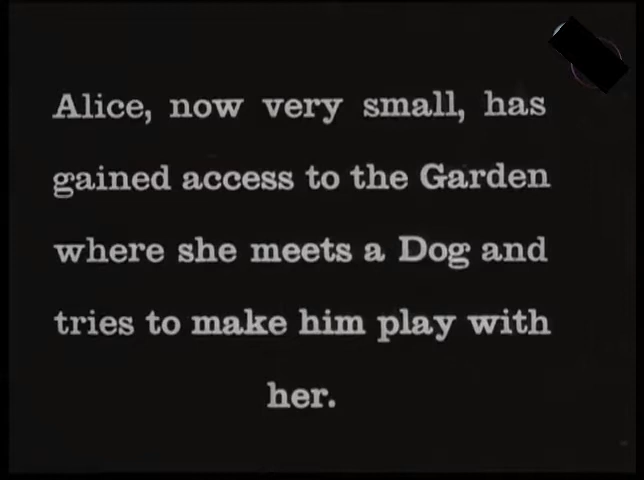 Alice, now very small, has
gained access to the Garden
where she meets a Dog and
tries to make him play with
her.